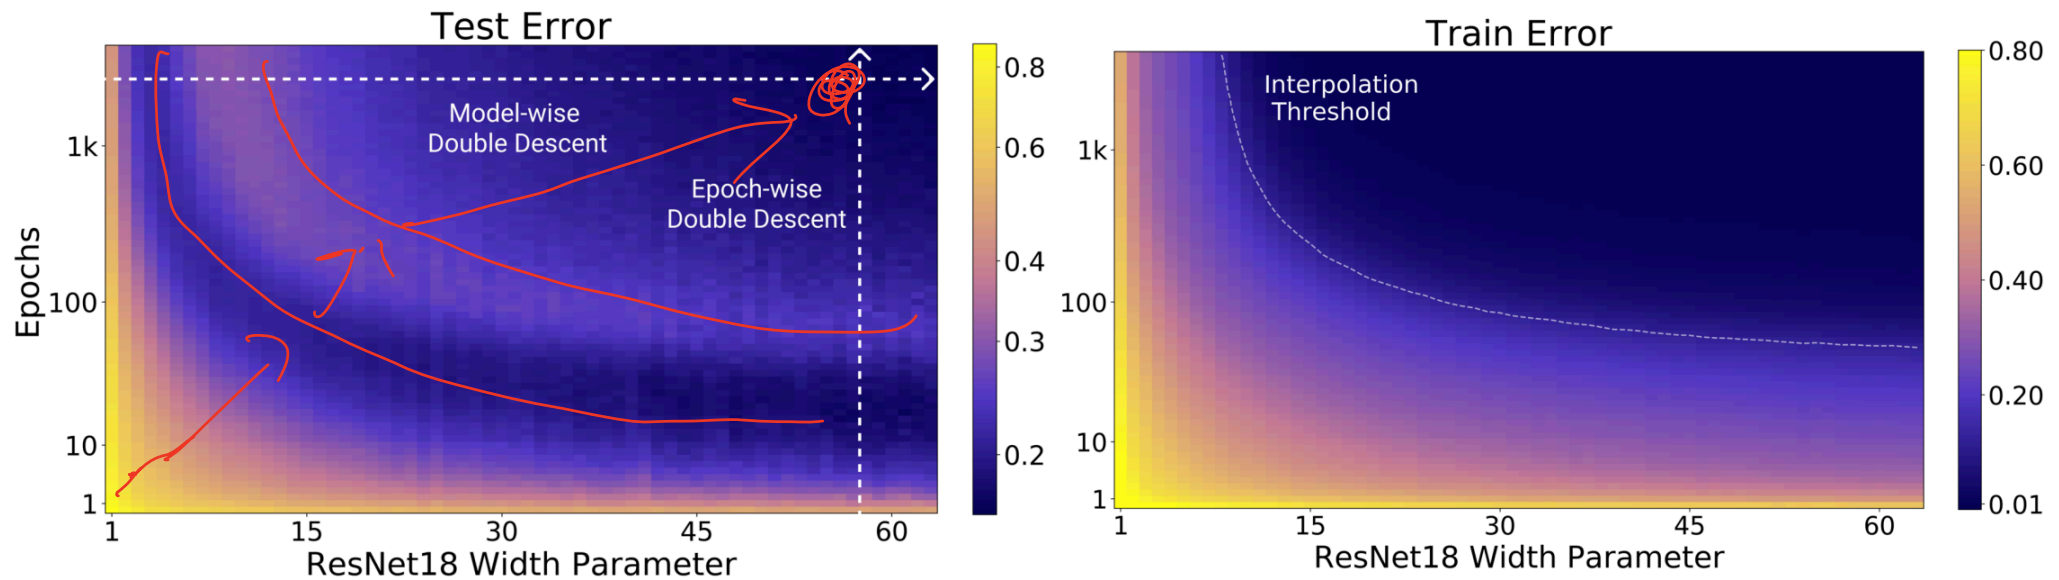 Test Error
Model-wise
Double Descent
Epoch-wise
Double Descent
1k
100
10
1
Epochs
1
15
30
45
60
ResNet18 Width Parameter
0.8
0.6
0.4
0.3
0.2
Train Error
Interpolation
Threshold
1k
100
10
1
1
15
30
45
60
ResNet18 Width Parameter
0.80
0.60
0.40
0.20
0.01